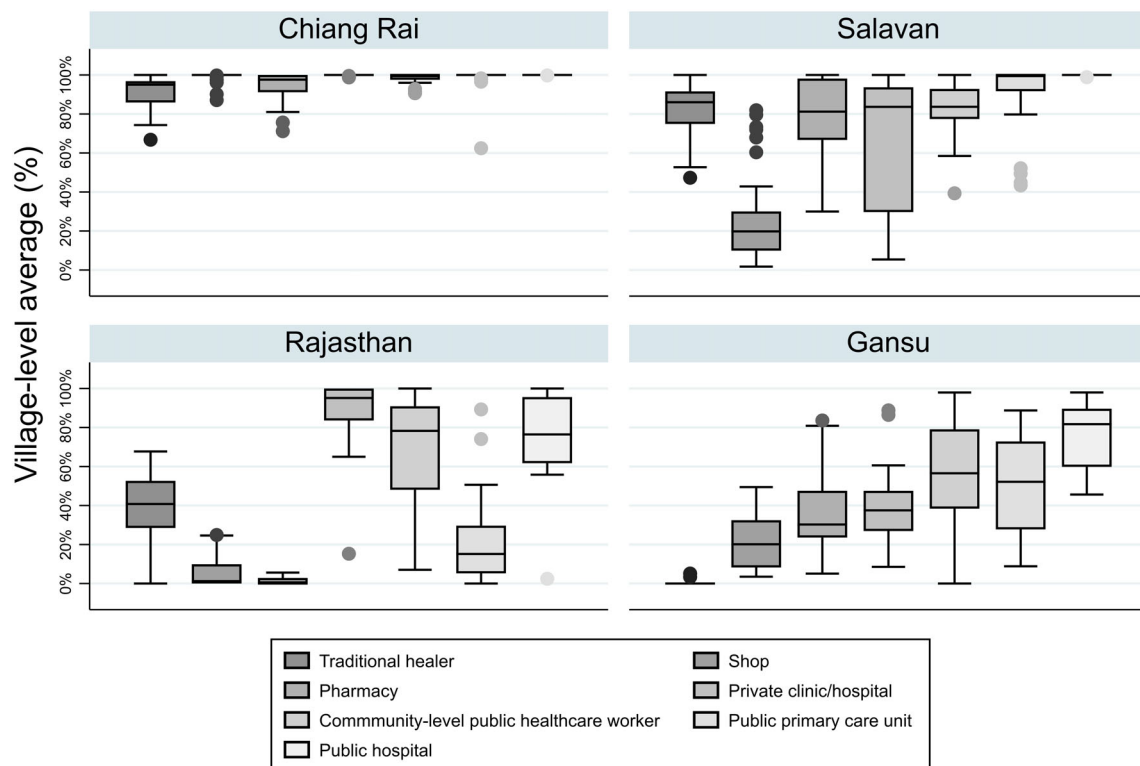 Village-level average (%)
Chiang Rai
100%
80%
60%
40%
20%
0%
Salavan
100%
80%
60%
40%
20%
0%
Rajasthan
100%
80%
60%
40%
20%
0%
Gansu
100%
80%
60%
40%
20%
0%
Traditional healer
Shop
Pharmacy
Private clinic/hospital
Commmunity-level public healthcare worker
Public primary care unit
Public hospital